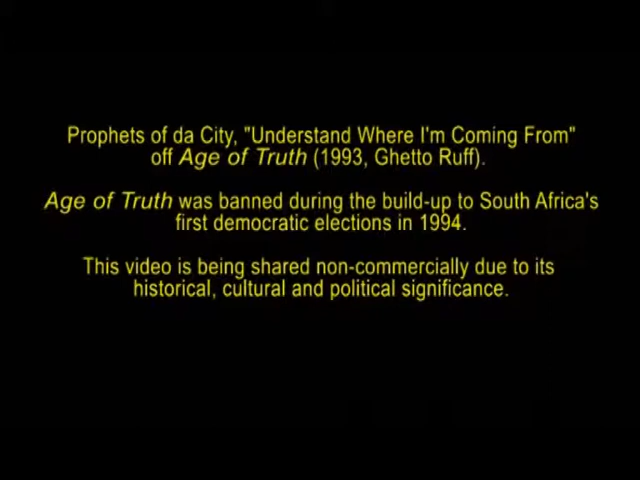 Prophets of da City, "Understand Where I'm Coming From"
off Age of Truth (1993, Ghetto Ruff).
Age of Truth was banned during the build-up to South Africa's
first democratic elections in 1994.
This video is being shared non-commercially due to its
historical, cultural and political significance.